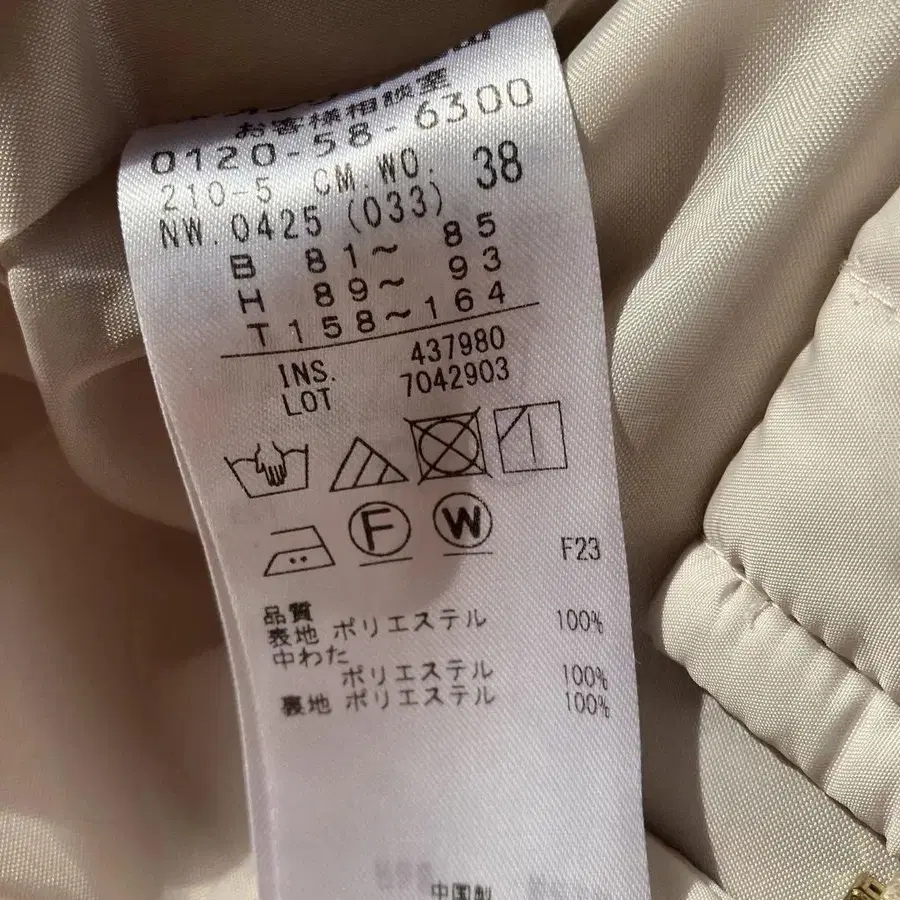 お客様相談室
0120-58-6300
210-5 CM.WO. 38
NW.0425 (033)
B 81~ 85
H 89~ 93
T 158~164
INS. 437980
LOT 7042903
F W
F23
品質
表地 ポリエステル 100%
中わた
ポリエステル 100%
裏地 ポリエステル 100%
中国製